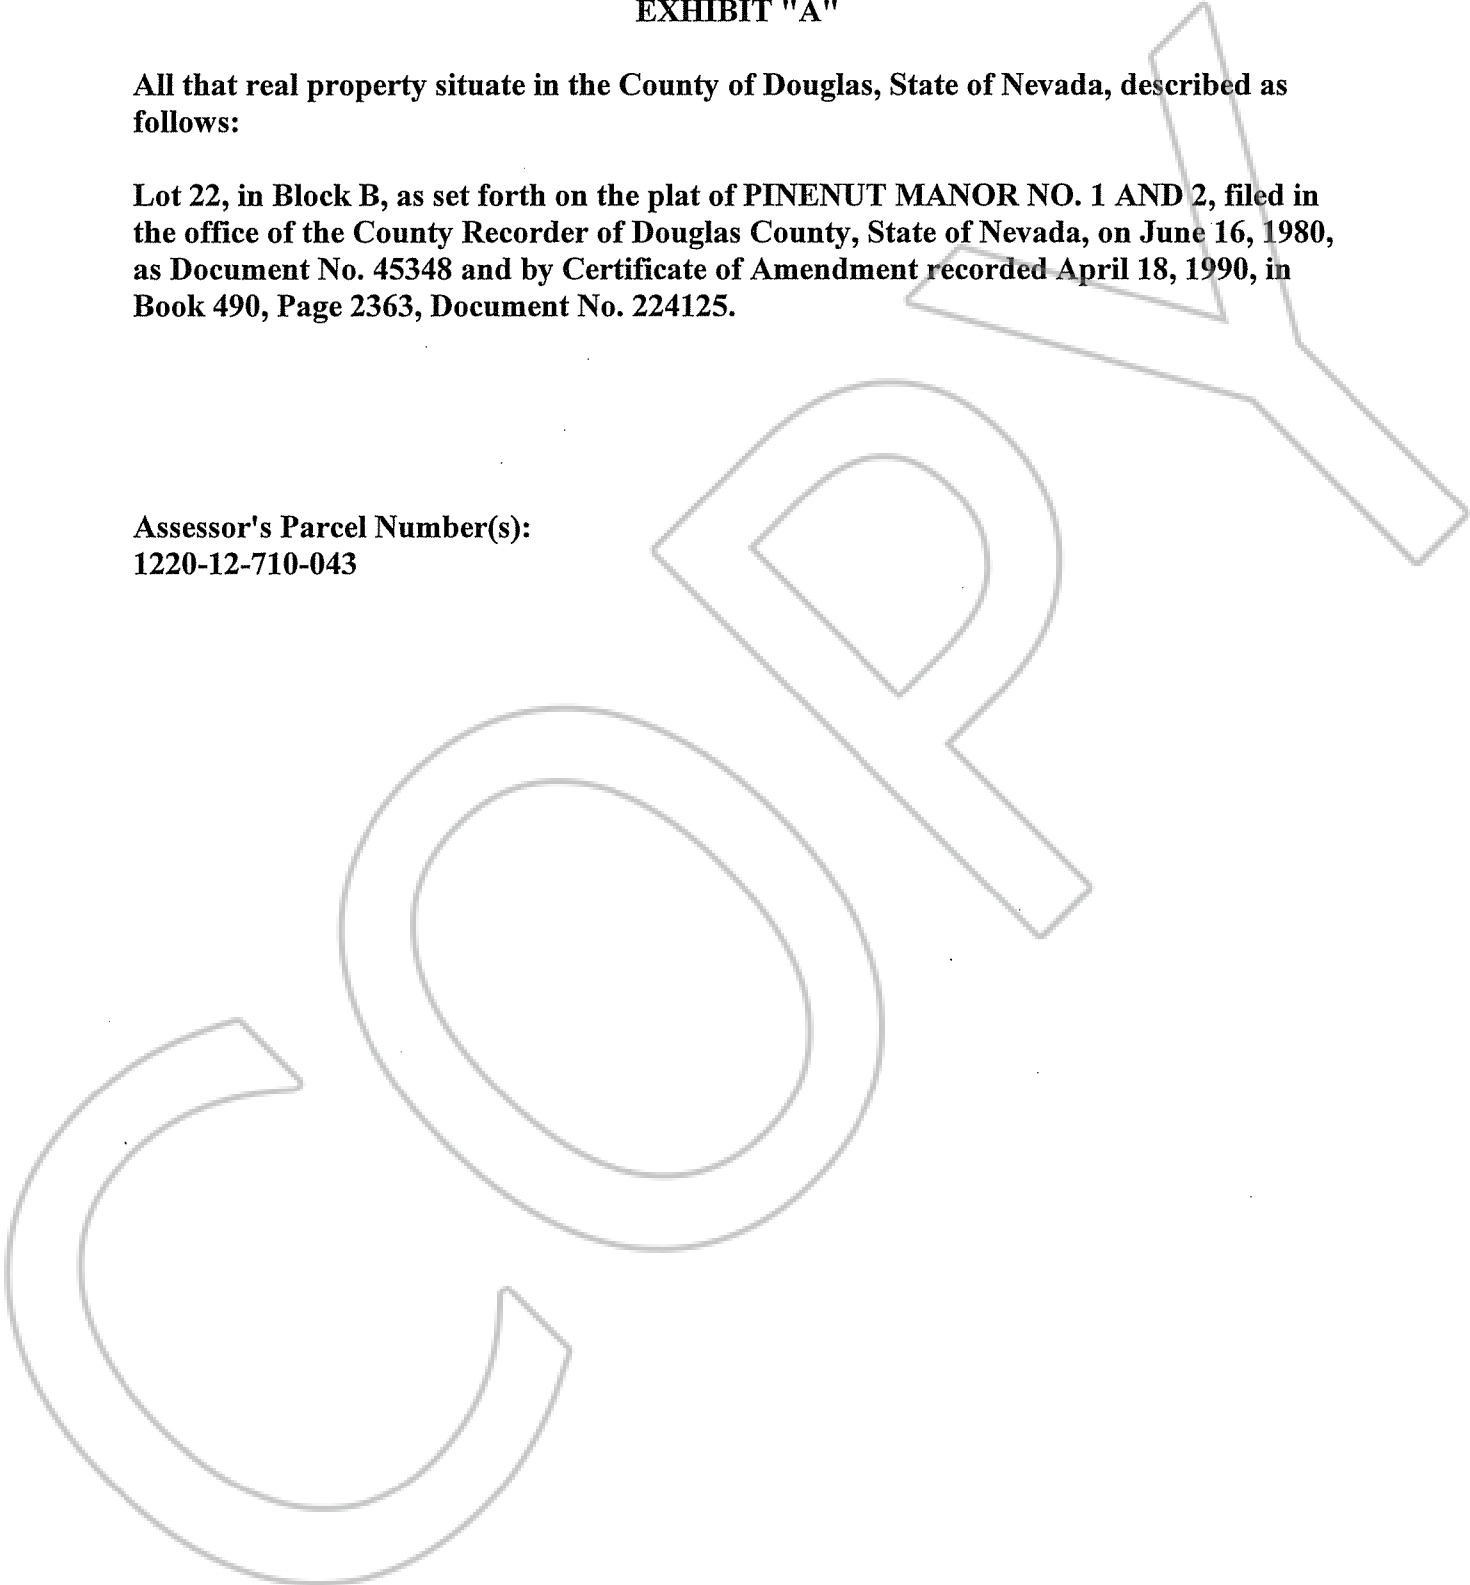 EXHIBIT "A"
All that real property situate in the County of Douglas, State of Nevada, described as
follows:
Lot 22, in Block B, as set forth on the plat of PINENUT MANOR NO. 1 AND 2, filed in
the office of the County Recorder of Douglas County, State of Nevada, on June 16, 1980,
as Document No. 45348 and by Certificate of Amendment recorded April 18, 1990, in
Book 490, Page 2363, Document No. 224125.
Assessor's Parcel Number(s):
1220-12-710-043
COPY